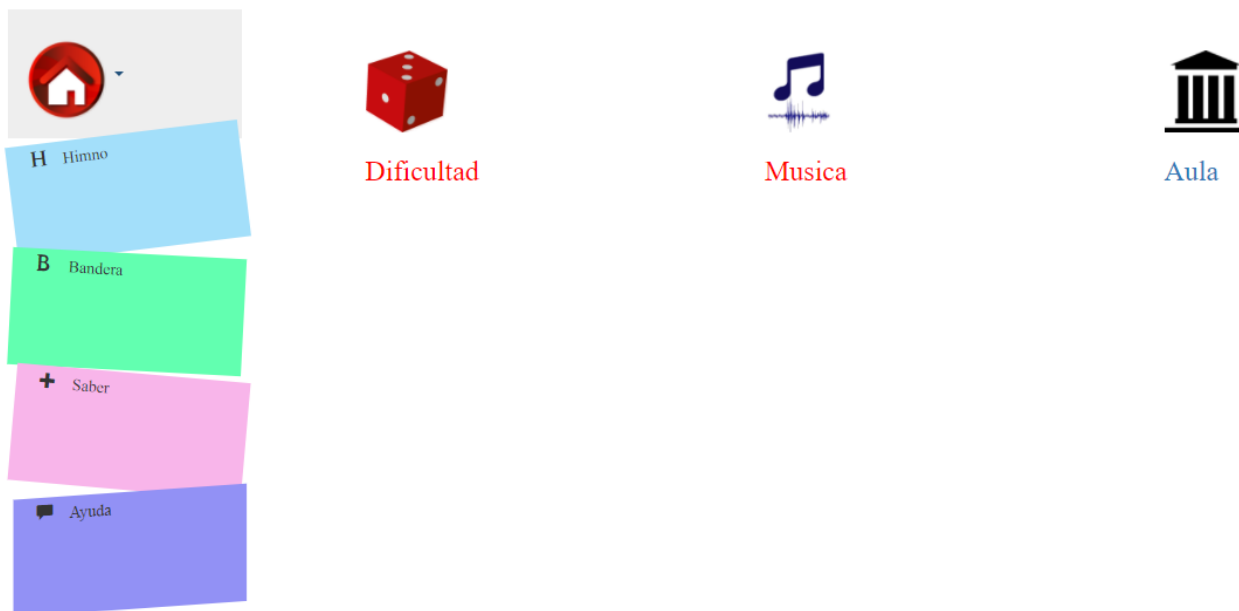 H Himno
B Bandera
Saber
Ayuda
Dificultad
Musica
Aula